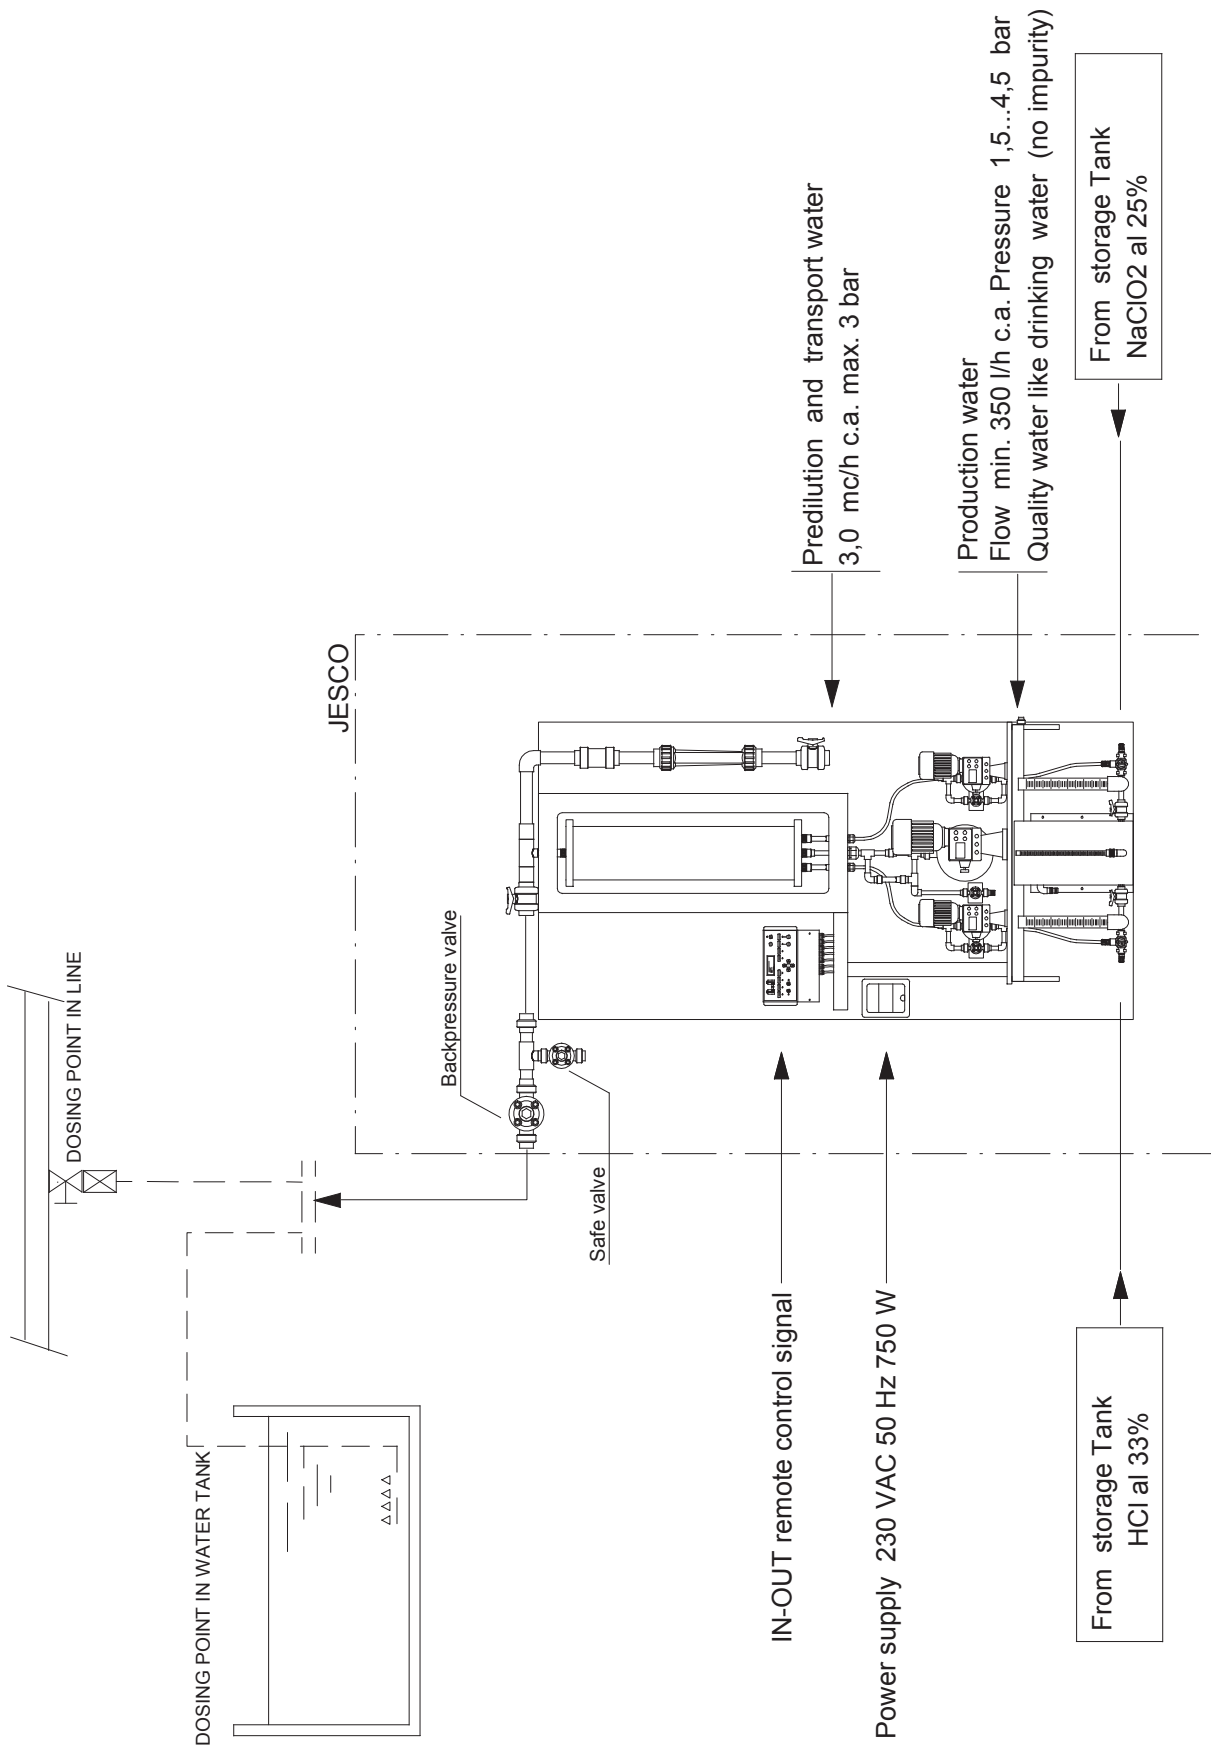 DOSING POINT IN WATER TANK
DOSING POINT IN LINE
JESCO
Backpressure valve
Safe valve
IN-OUT remote control signal
Power supply 230 VAC 50 Hz 750 W
Predilution and transport water
3,0 mc/h c.a. max. 3 bar
Production water
Flow min. 350 l/h c.a. Pressure 1,5...4,5 bar
Quality water like drinking water (no impurity)
From storage Tank
HCl al 33%
From storage Tank
NaClO2 al 25%